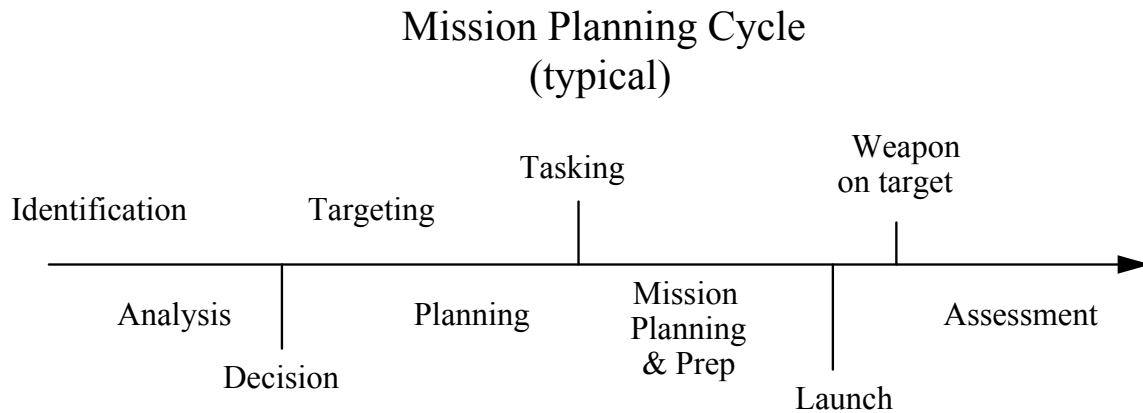 Mission Planning Cycle
(typical)
Weapon
on target
Tasking
Identification
Targeting
Analysis
Planning
Mission
Planning
& Prep
Assessment
Decision
Launch